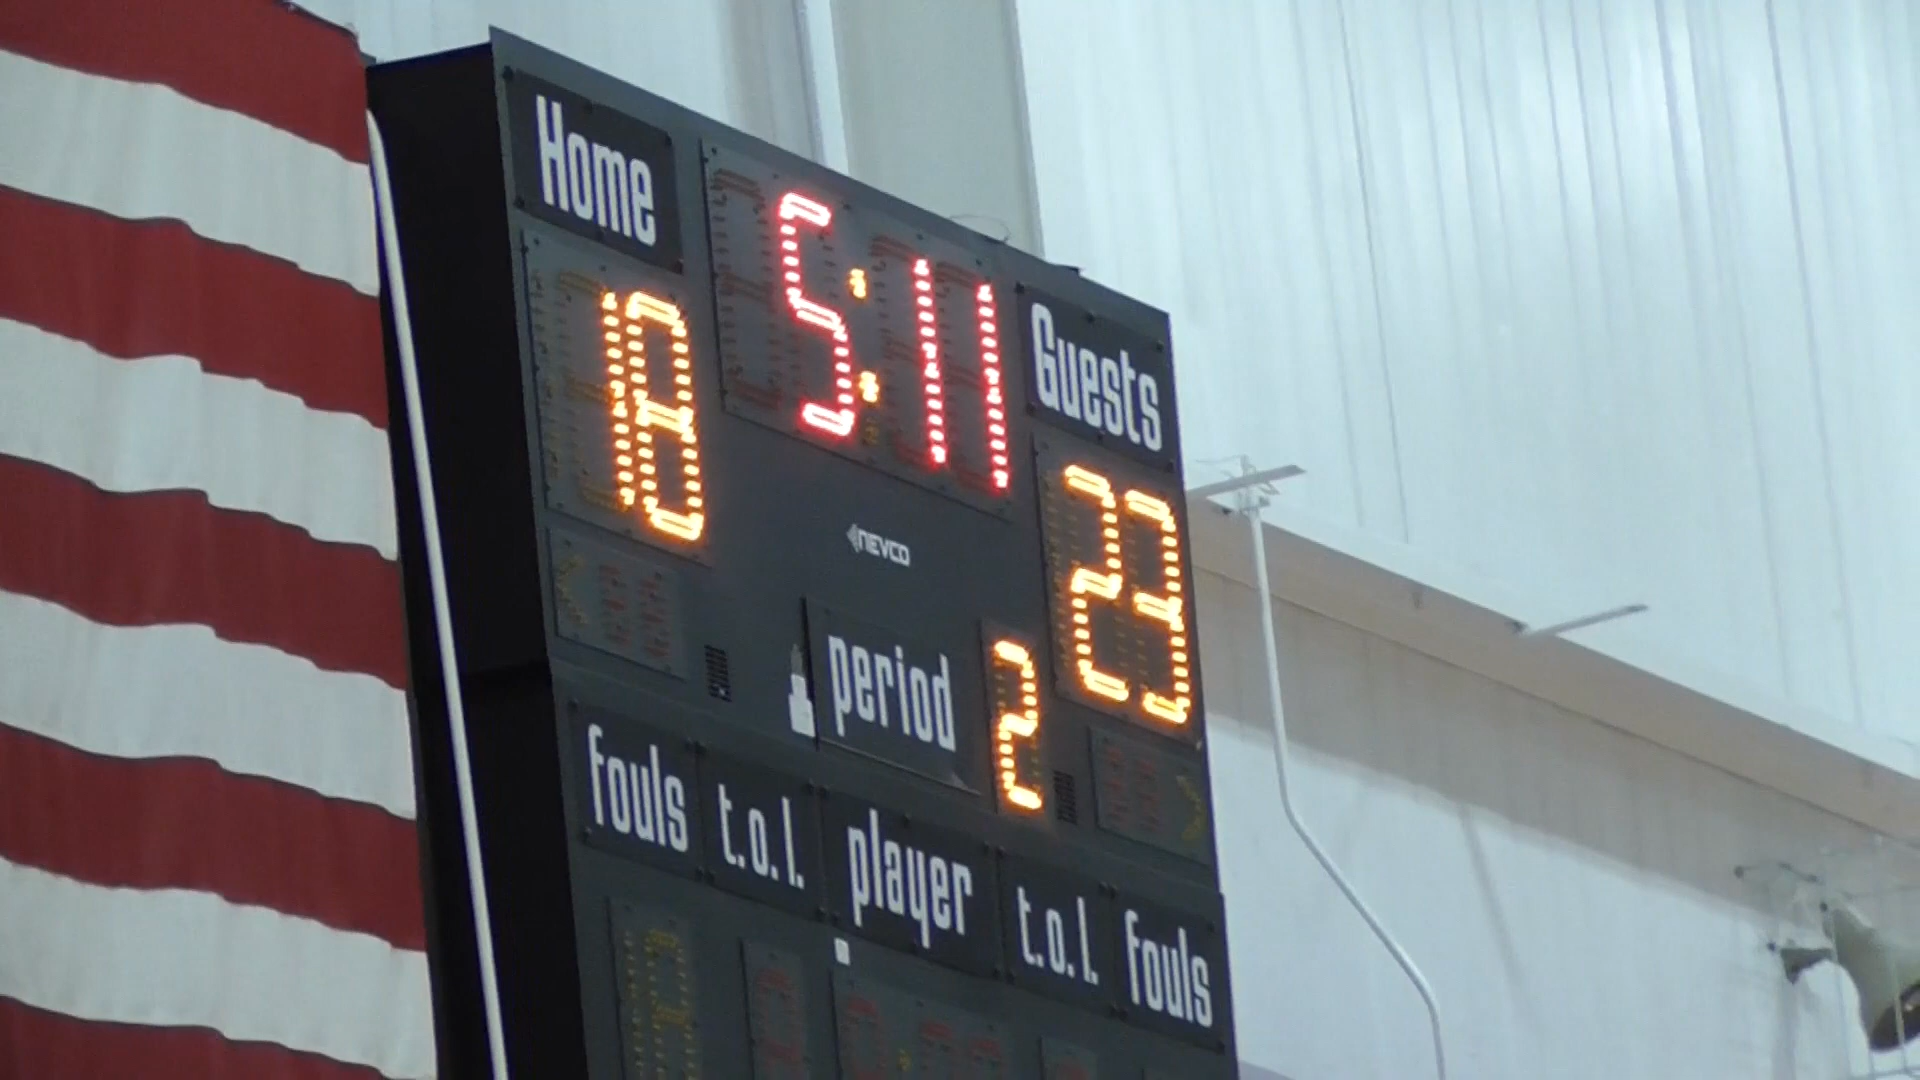 Home
5:11
Guests
18
23
NEVCO
period 2
fouls t.o.l. player t.o.l. fouls